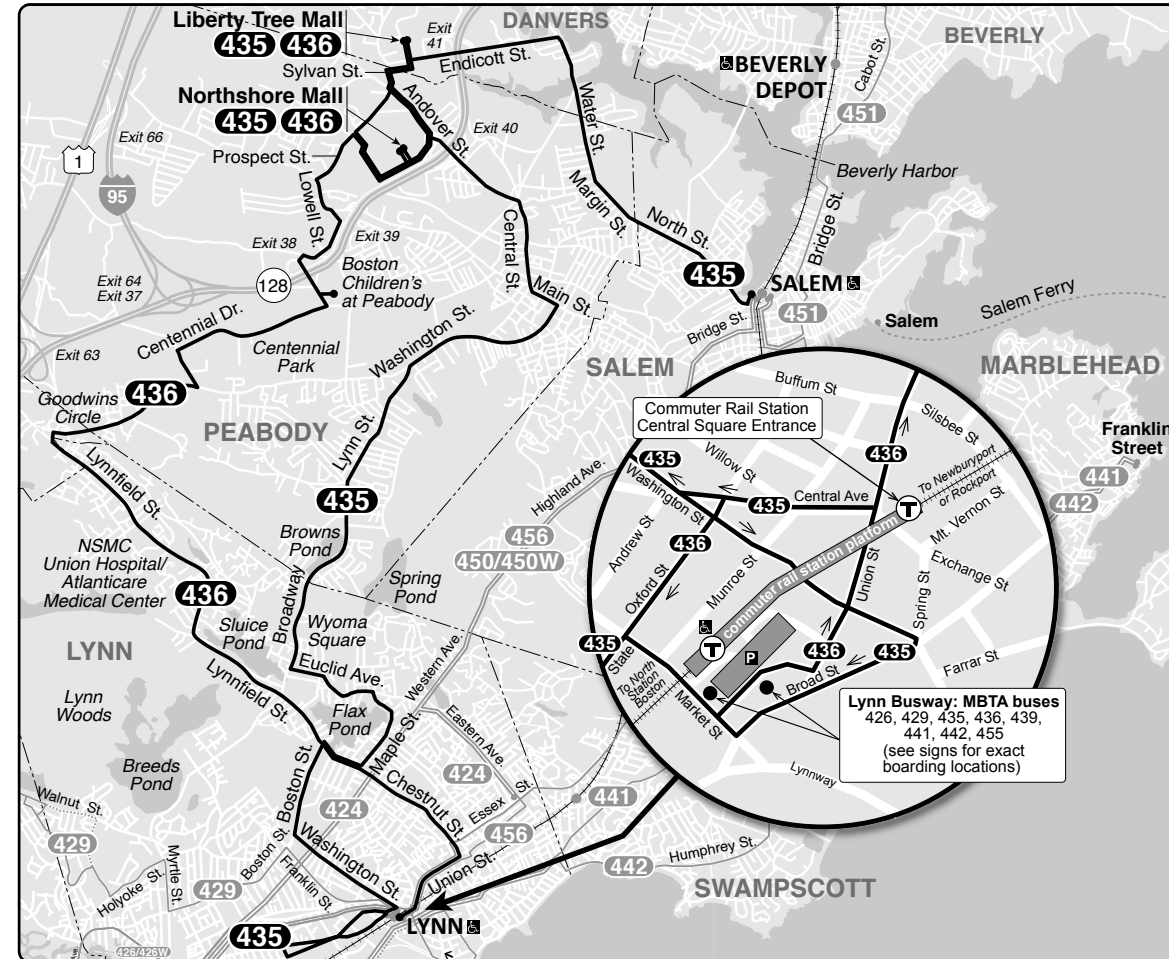 Liberty Tree Mall
435 436
Exit
41
DANVERS
BEVERLY
Sylvan St.
Endicott St.
BEVERLY
DEPOT
Cabot St.
451
Northshore Mall
435 436
Andover St.
Water St.
Exit 66
Exit 40
1
Prospect St.
95
Lowell St.
Beverly Harbor
Margin St.
North St.
Bridge St.
Central St.
Exit 38
Exit 39
435
Exit 64
Exit 37
128
Boston
Children's
at Peabody
Main St.
SALEM
451
Salem Ferry
Salem
Bridge St.
Centennial Dr.
Washington St.
Exit 63
Centennial
Park
SALEM
MARBLEHEAD
436
Goodwins
Circle
PEABODY
Franklin
Street
441
442
Lynn St.
Lynnfield St.
435
Highland Ave.
456
450/450W
Browns
Pond
NSMC
Union Hospital/
Atlanticare
Medical Center
436
Broadway
Spring
Pond
Sluice
Pond
Wyoma
Square
LYNN
Euclid Ave.
Western Ave.
Lynn
Woods
Lynnfield St.
Flax
Pond
Maple St.
Eastern Ave.
Breeds
Pond
Boston St.
424
424
Chestnut St.
Essex St.
441
Walnut St.
429
456
Washington St.
Boston St.
Union St.
442
Humphrey St.
Myrtle St.
Holyoke St.
429
Franklin St.
SWAMPSCOTT
LYNN
435
426/426W
Buffum St
Commuter Rail Station
Central Square Entrance
Silsbee St
436
435
Willow St
To Newburyport
or Rockport
Washington St
Central Ave
435
T
Mt. Vernon St
Andrew St
436
Exchange St
Oxford St
Munroe St
commuter rail station platform
Union St
Spring St
435
State
T
P
436
435
Farrar St
To North
Station
Boston
Broad St
Market St
Lynn Busway: MBTA buses
426, 429, 435, 436, 439,
441, 442, 455
(see signs for exact
boarding locations)
Lynnway